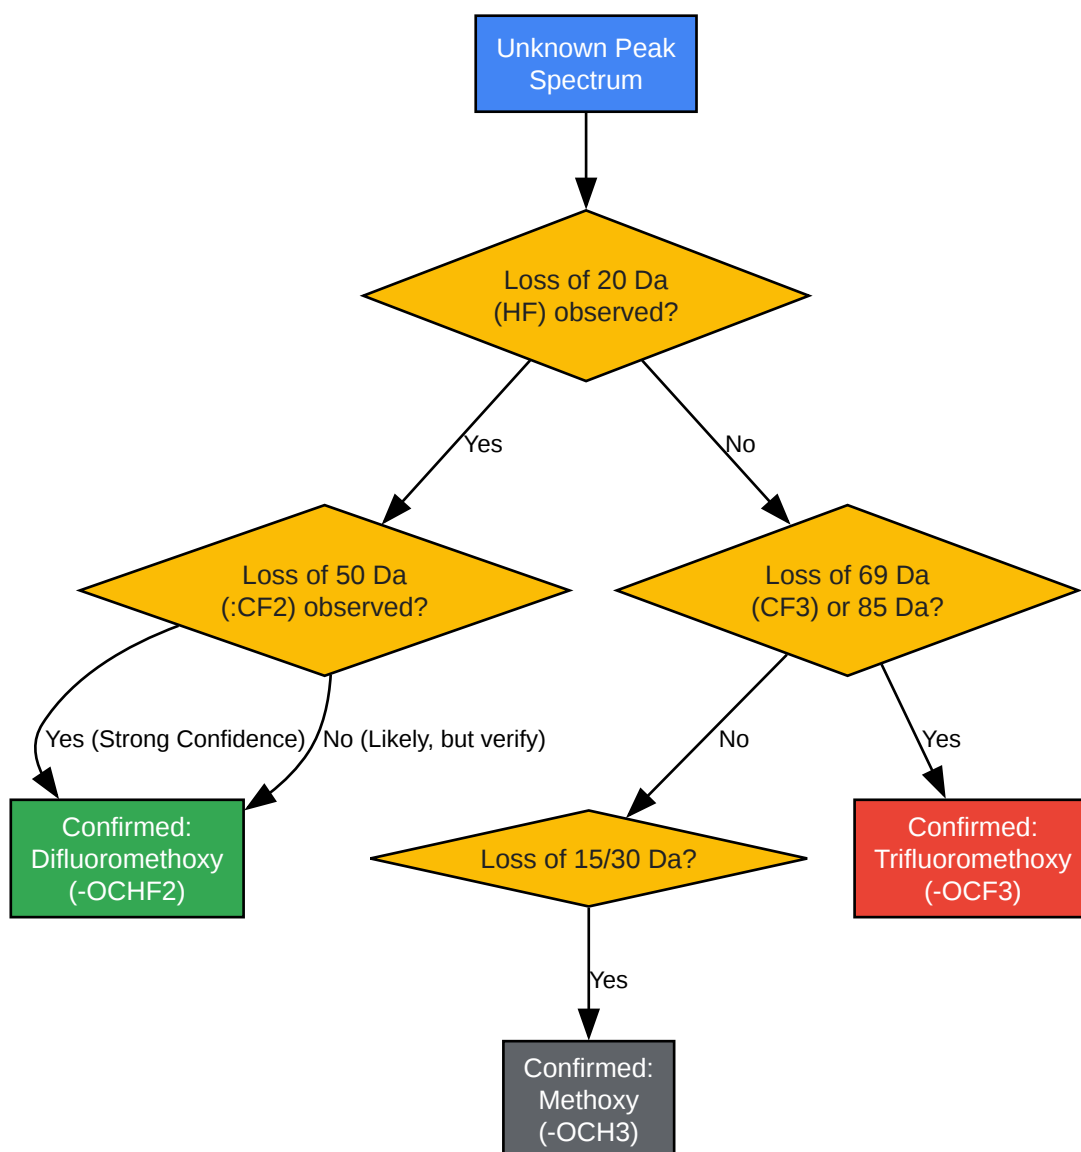 Unknown Peak
Spectrum
Loss of 20 Da
(HF) observed?
Yes
No
Loss of 50 Da
(:CF2) observed?
Loss of 69 Da
(CF3) or 85 Da?
Yes (Strong Confidence)
No (Likely, but verify)
No
Yes
Confirmed:
Difluoromethoxy
(-OCHF2)
Loss of 15/30 Da?
Confirmed:
Trifluoromethoxy
(-OCF3)
Yes
Confirmed:
Methoxy
(-OCH3)